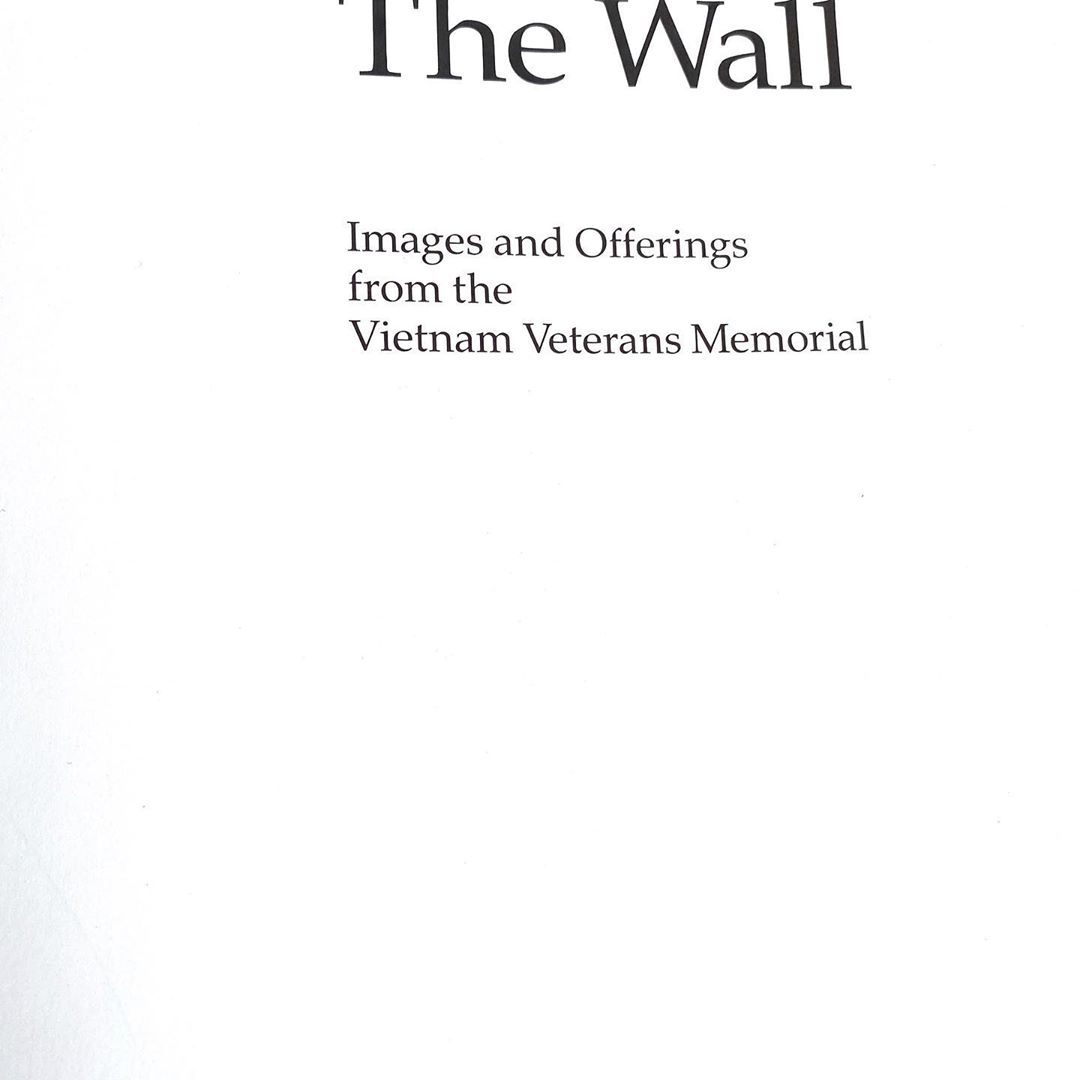 The Wall
Images and Offerings
from the
Vietnam Veterans Memorial